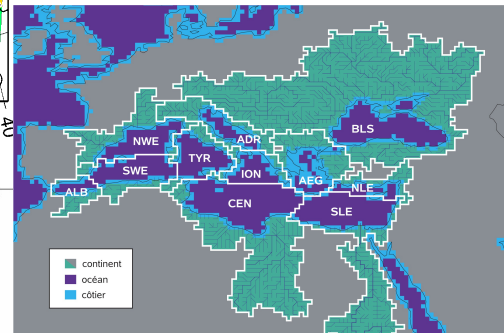 40
BLS
NWE
ADR
TYR
SWE
ION
AEG
NLE
ALB
CEN
SLE
continent
océan
côtier